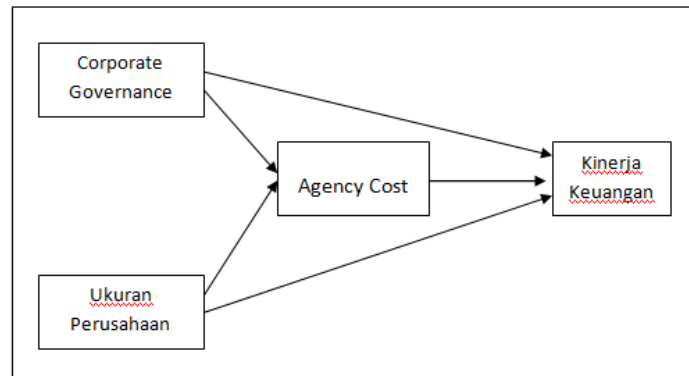 Corporate
Governance
Agency Cost
Kinerja
Keuangan
Ukuran
Perusahaan